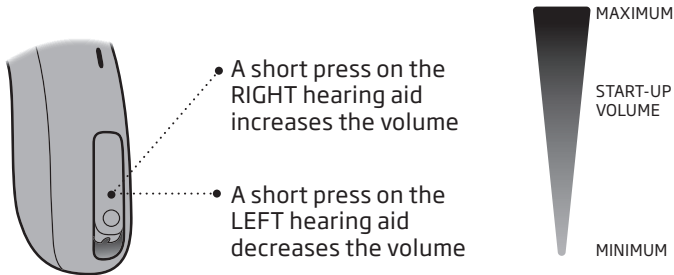 A short press on the
RIGHT hearing aid
increases the volume
A short press on the
LEFT hearing aid
decreases the volume
MAXIMUM
START-UP
VOLUME
MINIMUM